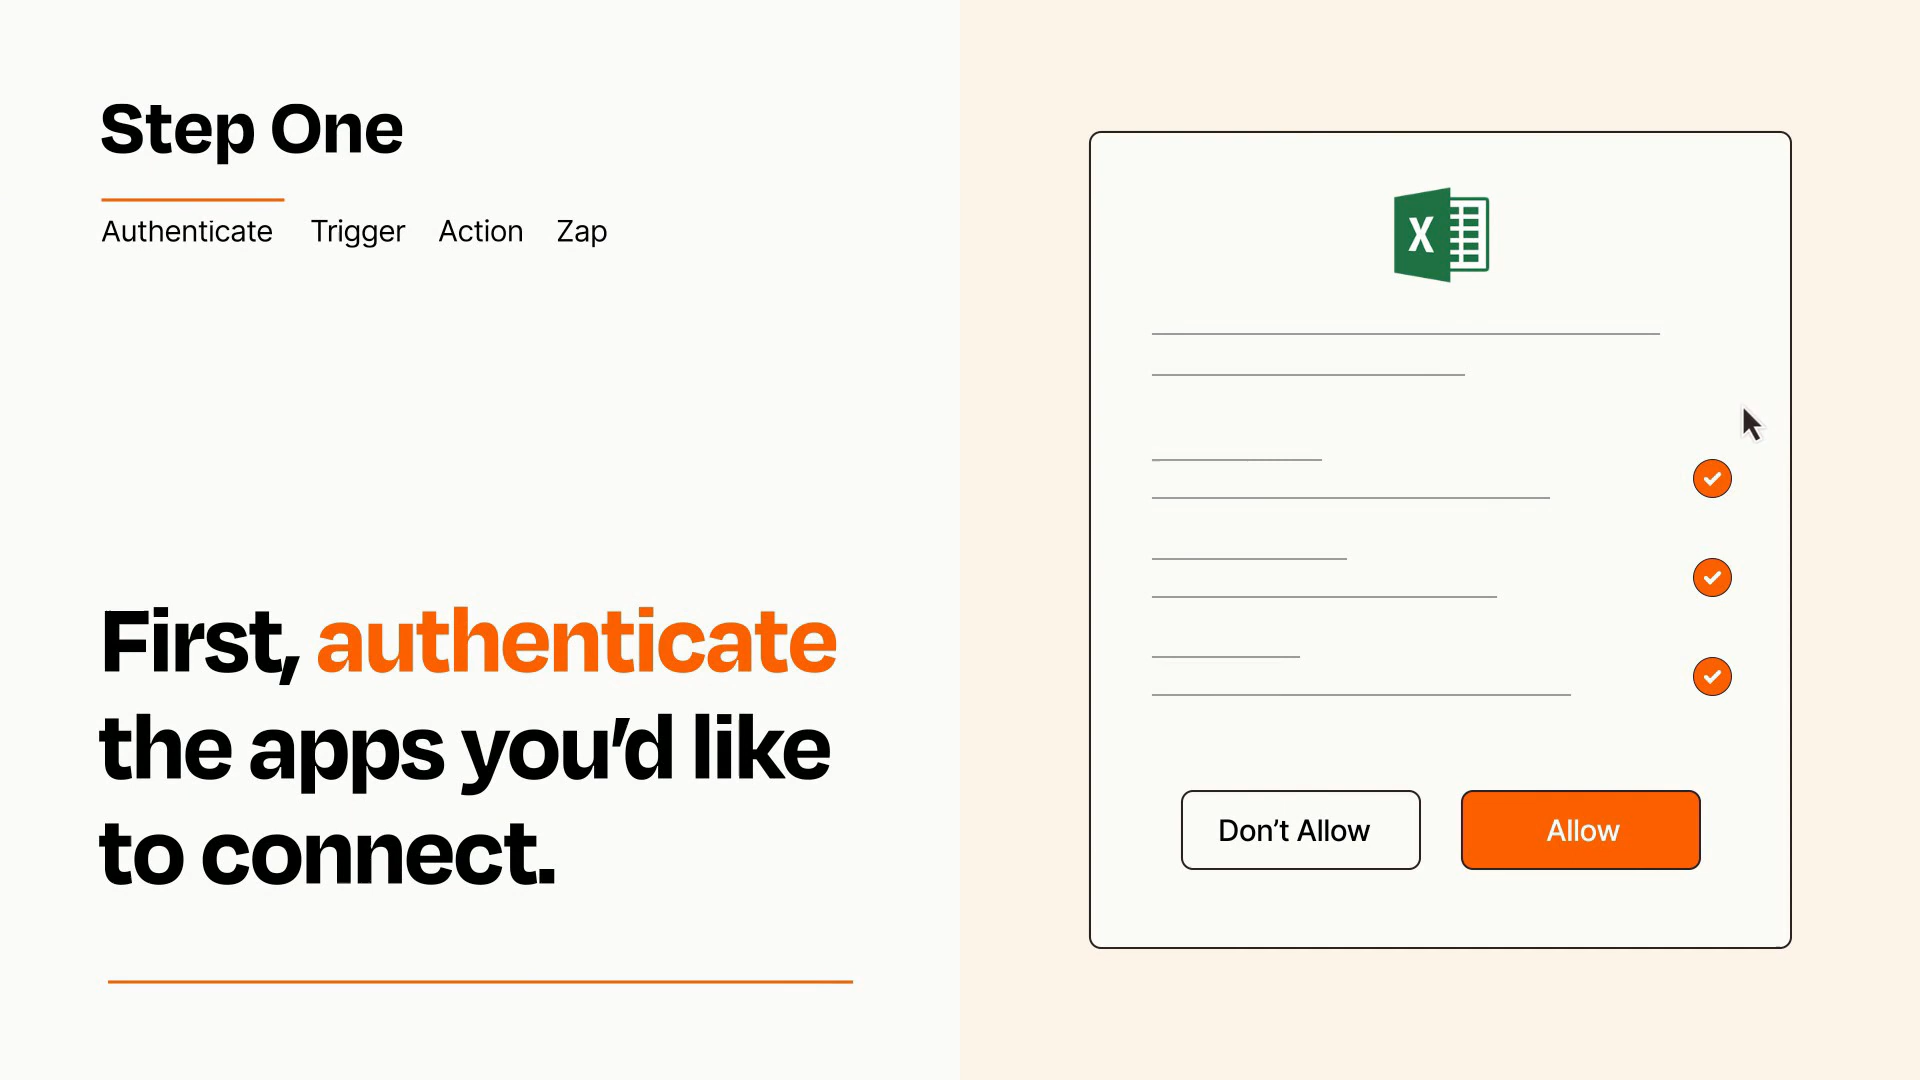 Step One
Authenticate Trigger Action Zap
First, authenticate
the apps you’d like
to connect.
X
Don’t Allow
Allow